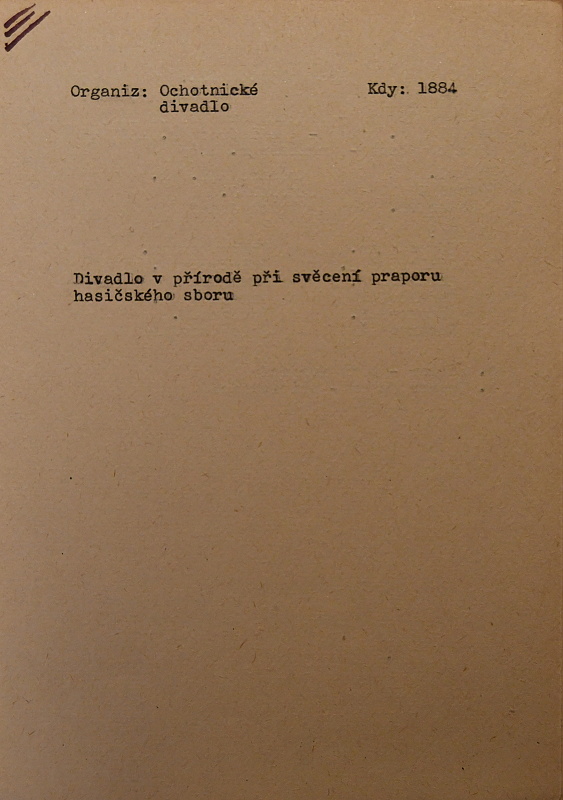 Organiz: Ochotnické Kdy: 1884
divadlo
Divadlo v přírodě při svěcení praporu
hasičského sboru